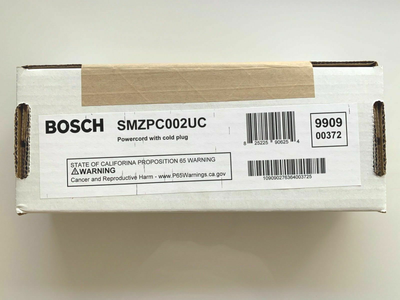 BOSCH
SMZPC002UC
Powercord with cold plug
9909
00372
STATE OF CALIFORINA PROPOSITION 65 WARNING
WARNING
Cancer and Reproductive Harm - www.P65Warnings.ca.gov